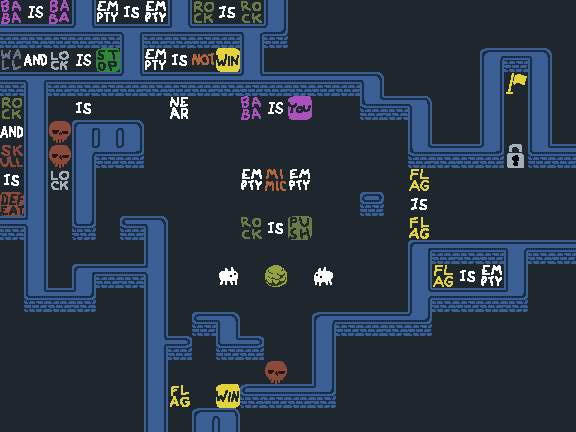 BABA IS BABA EMPTY IS EMPTY ROCK IS ROCK
WALL AND LOCK IS STOP EMPTY IS NOT WIN
ROCK IS NEAR BABA IS YOU
AND
SKULL
IS LOCK EMPTY MIMIC EMPTY FLAG
DEFEAT IS
ROCK IS PUSH FLAG
FLAG IS EMPTY
FLAG WIN